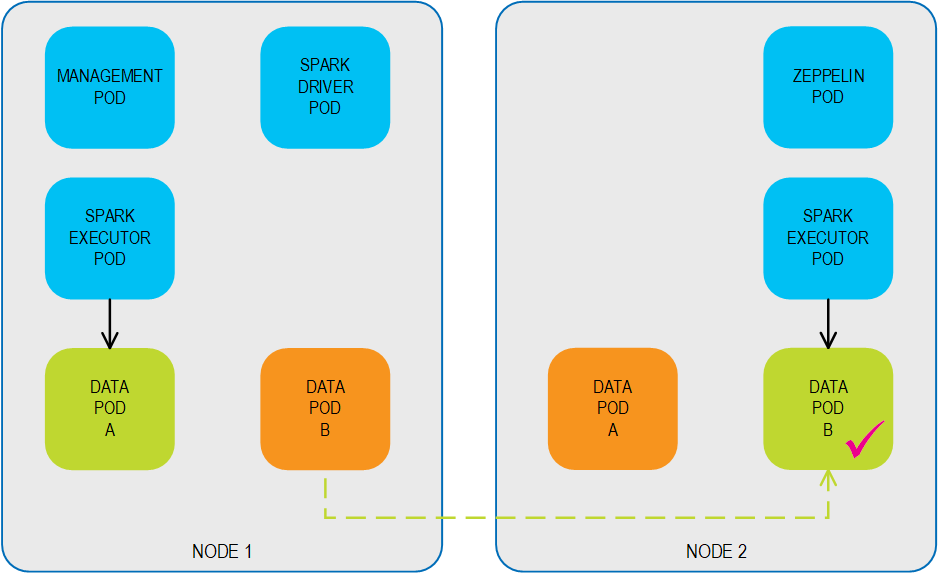 MANAGEMENT
POD
SPARK
DRIVER
POD
SPARK
EXECUTOR
POD
DATA
POD
A
DATA
POD
B
NODE 1
ZEPPELIN
POD
SPARK
EXECUTOR
POD
DATA
POD
A
DATA
POD
B
NODE 2